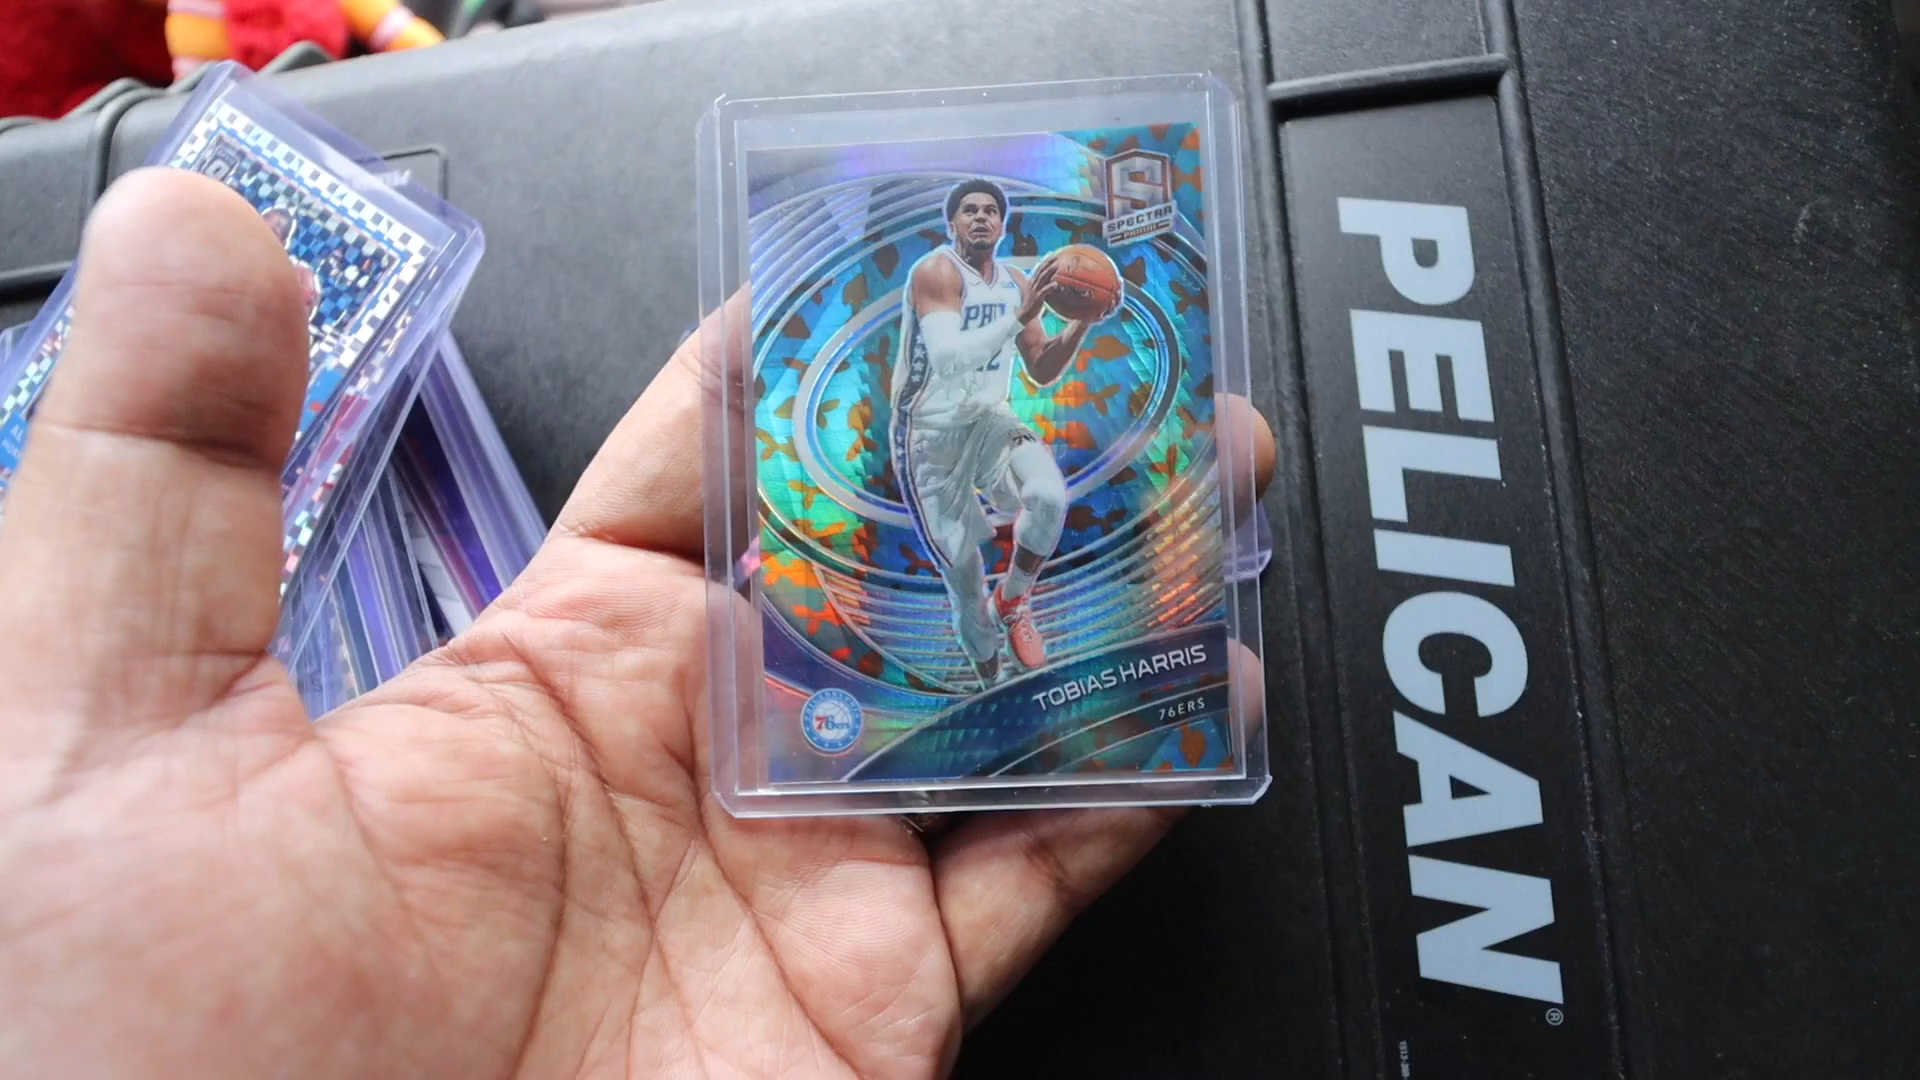 S
SPECTRA
PANINI
PHILA
TOBIAS HARRIS
76ERS
76ers
PELICAN®